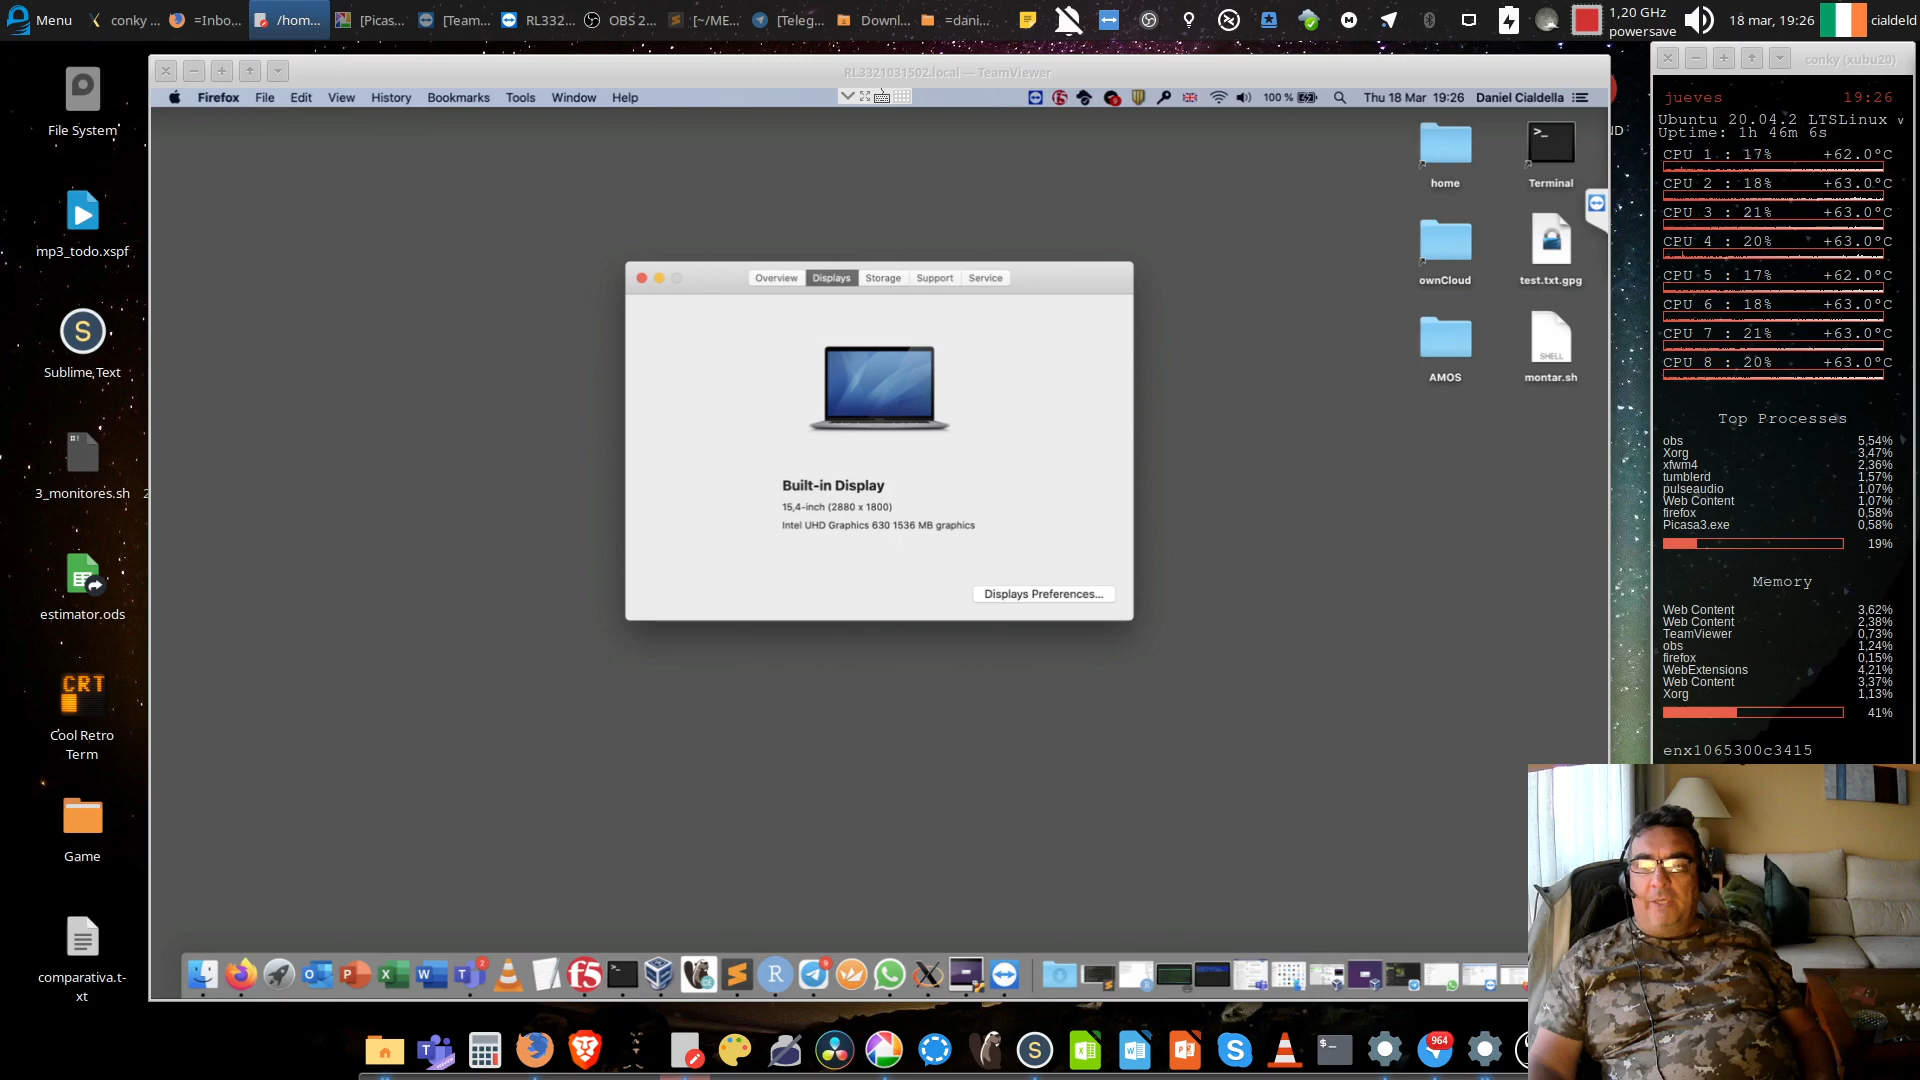 Menu
conky ...
=Inbo...
/hom...
[Picas...
[Team...
RL332...
OBS 2...
[~/ME...
[Teleg...
Downl...
=dani...
1,20 GHz
powersave
18 mar, 19:26
cialdeld
File System
mp3_todo.xspf
Sublime Text
3_monitores.sh
estimator.ods
CRT
Cool Retro
Term
Game
comparativa.t-
xt
RL3321031502.local — TeamViewer
Firefox File Edit View History Bookmarks Tools Window Help
100 %
Thu 18 Mar 19:26 Daniel Cialdella
home
Terminal
ownCloud
test.txt.gpg
AMOS
SHELL
montar.sh
Overview Displays Storage Support Service
Built-in Display
15,4-inch (2880 x 1800)
Intel UHD Graphics 630 1536 MB graphics
Displays Preferences...
conky (xubu20)
jueves 19:26
Ubuntu 20.04.2 LTSLinux v
Uptime: 1h 46m 6s
CPU 1 : 17% +62.0°C
CPU 2 : 18% +63.0°C
CPU 3 : 21% +63.0°C
CPU 4 : 20% +63.0°C
CPU 5 : 17% +62.0°C
CPU 6 : 18% +63.0°C
CPU 7 : 21% +63.0°C
CPU 8 : 20% +63.0°C
Top Processes
obs 5,54%
Xorg 3,47%
xfwm4 2,36%
tumblerd 1,57%
pulseaudio 1,07%
Web Content 1,07%
firefox 0,58%
Picasa3.exe 0,58%
19%
Memory
Web Content 3,62%
Web Content 2,38%
TeamViewer 0,73%
obs 1,24%
firefox 0,15%
WebExtensions 4,21%
Web Content 3,37%
Xorg 1,13%
41%
enx1065300c3415
964